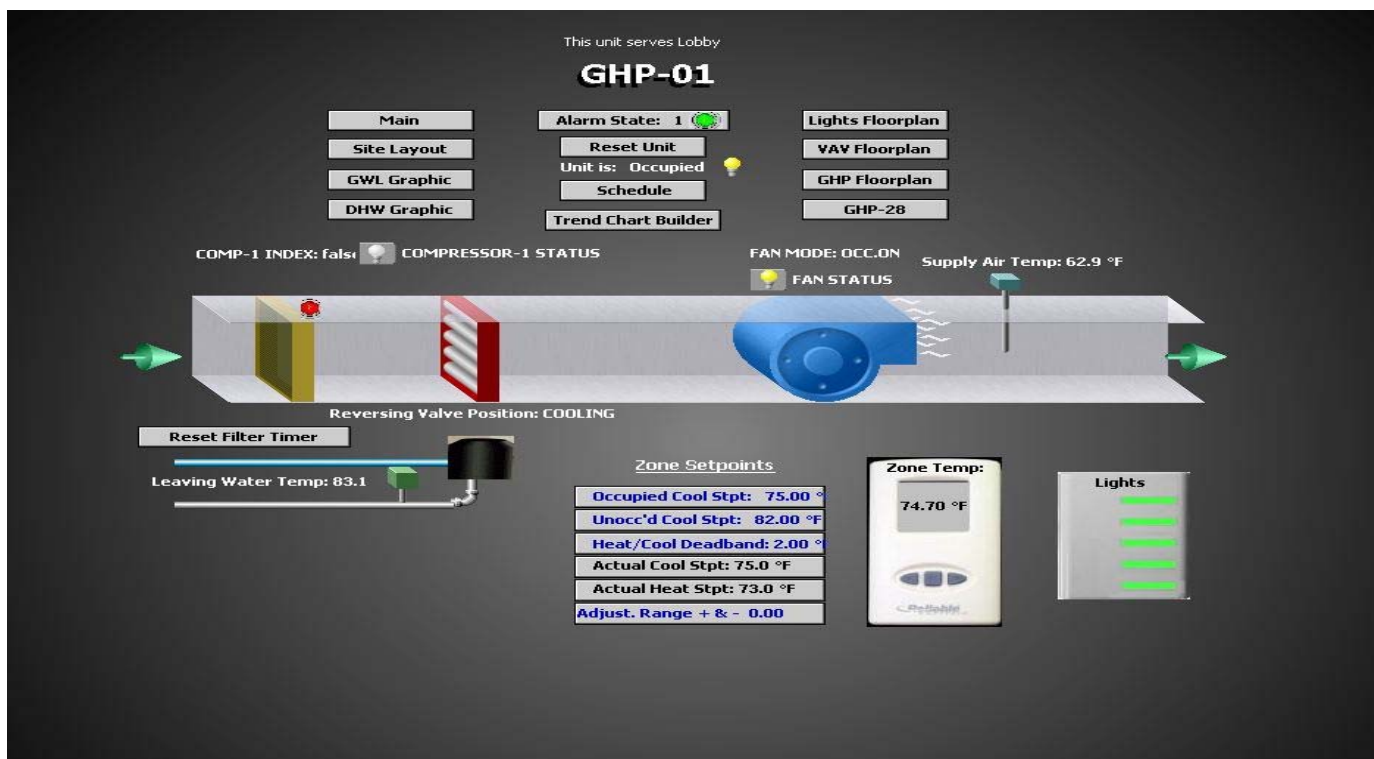 This unit serves Lobby
GHP-01
Main
Alarm State: 1
Lights Floorplan
Site Layout
Reset Unit
VAV Floorplan
Unit is: Occupied
GWL Graphic
Schedule
GHP Floorplan
DHW Graphic
Trend Chart Builder
GHP-28
COMP-1 INDEX: fals
COMPRESSOR-1 STATUS
FAN MODE: OCC.ON
Supply Air Temp: 62.9 °F
FAN STATUS
Reversing Valve Position: COOLING
Reset Filter Timer
Leaving Water Temp: 83.1
Zone Setpoints
Occupied Cool Stpt: 75.00 °
Unocc'd Cool Stpt: 82.00 °F
Heat/Cool Deadband: 2.00 °
Actual Cool Stpt: 75.0 °F
Actual Heat Stpt: 73.0 °F
Adjust. Range + & - 0.00
Zone Temp:
74.70 °F
Reliable
Lights